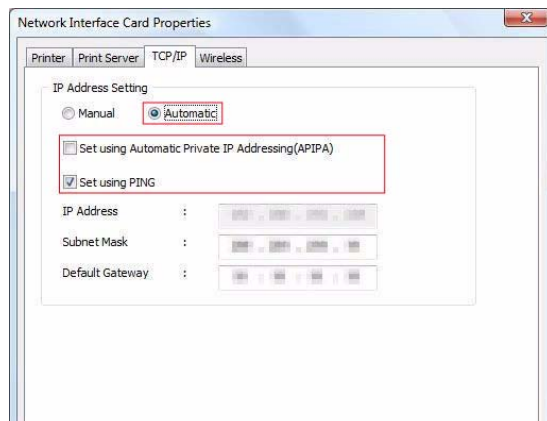 Network Interface Card Properties
Printer Print Server TCP/IP Wireless
IP Address Setting
Manual Automatic
Set using Automatic Private IP Addressing(APIPA)
Set using PING
IP Address :
Subnet Mask :
Default Gateway :